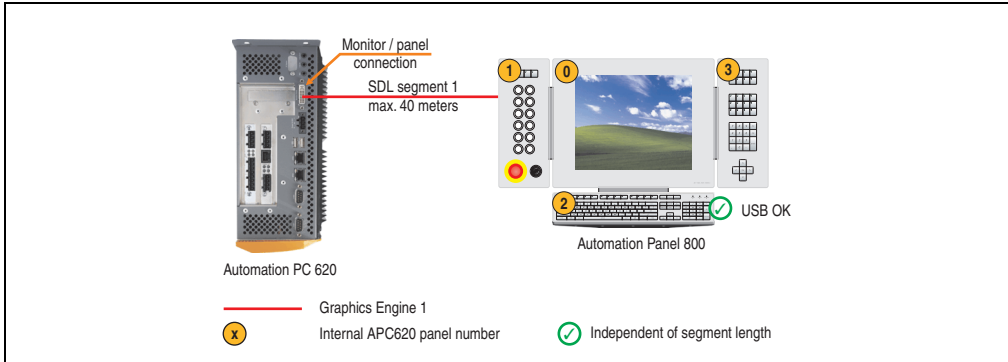 Monitor / panel
connection
SDL segment 1
max. 40 meters
1
0
3
2
USB OK
Automation Panel 800
Automation PC 620
Graphics Engine 1
x
Internal APC620 panel number
Independent of segment length